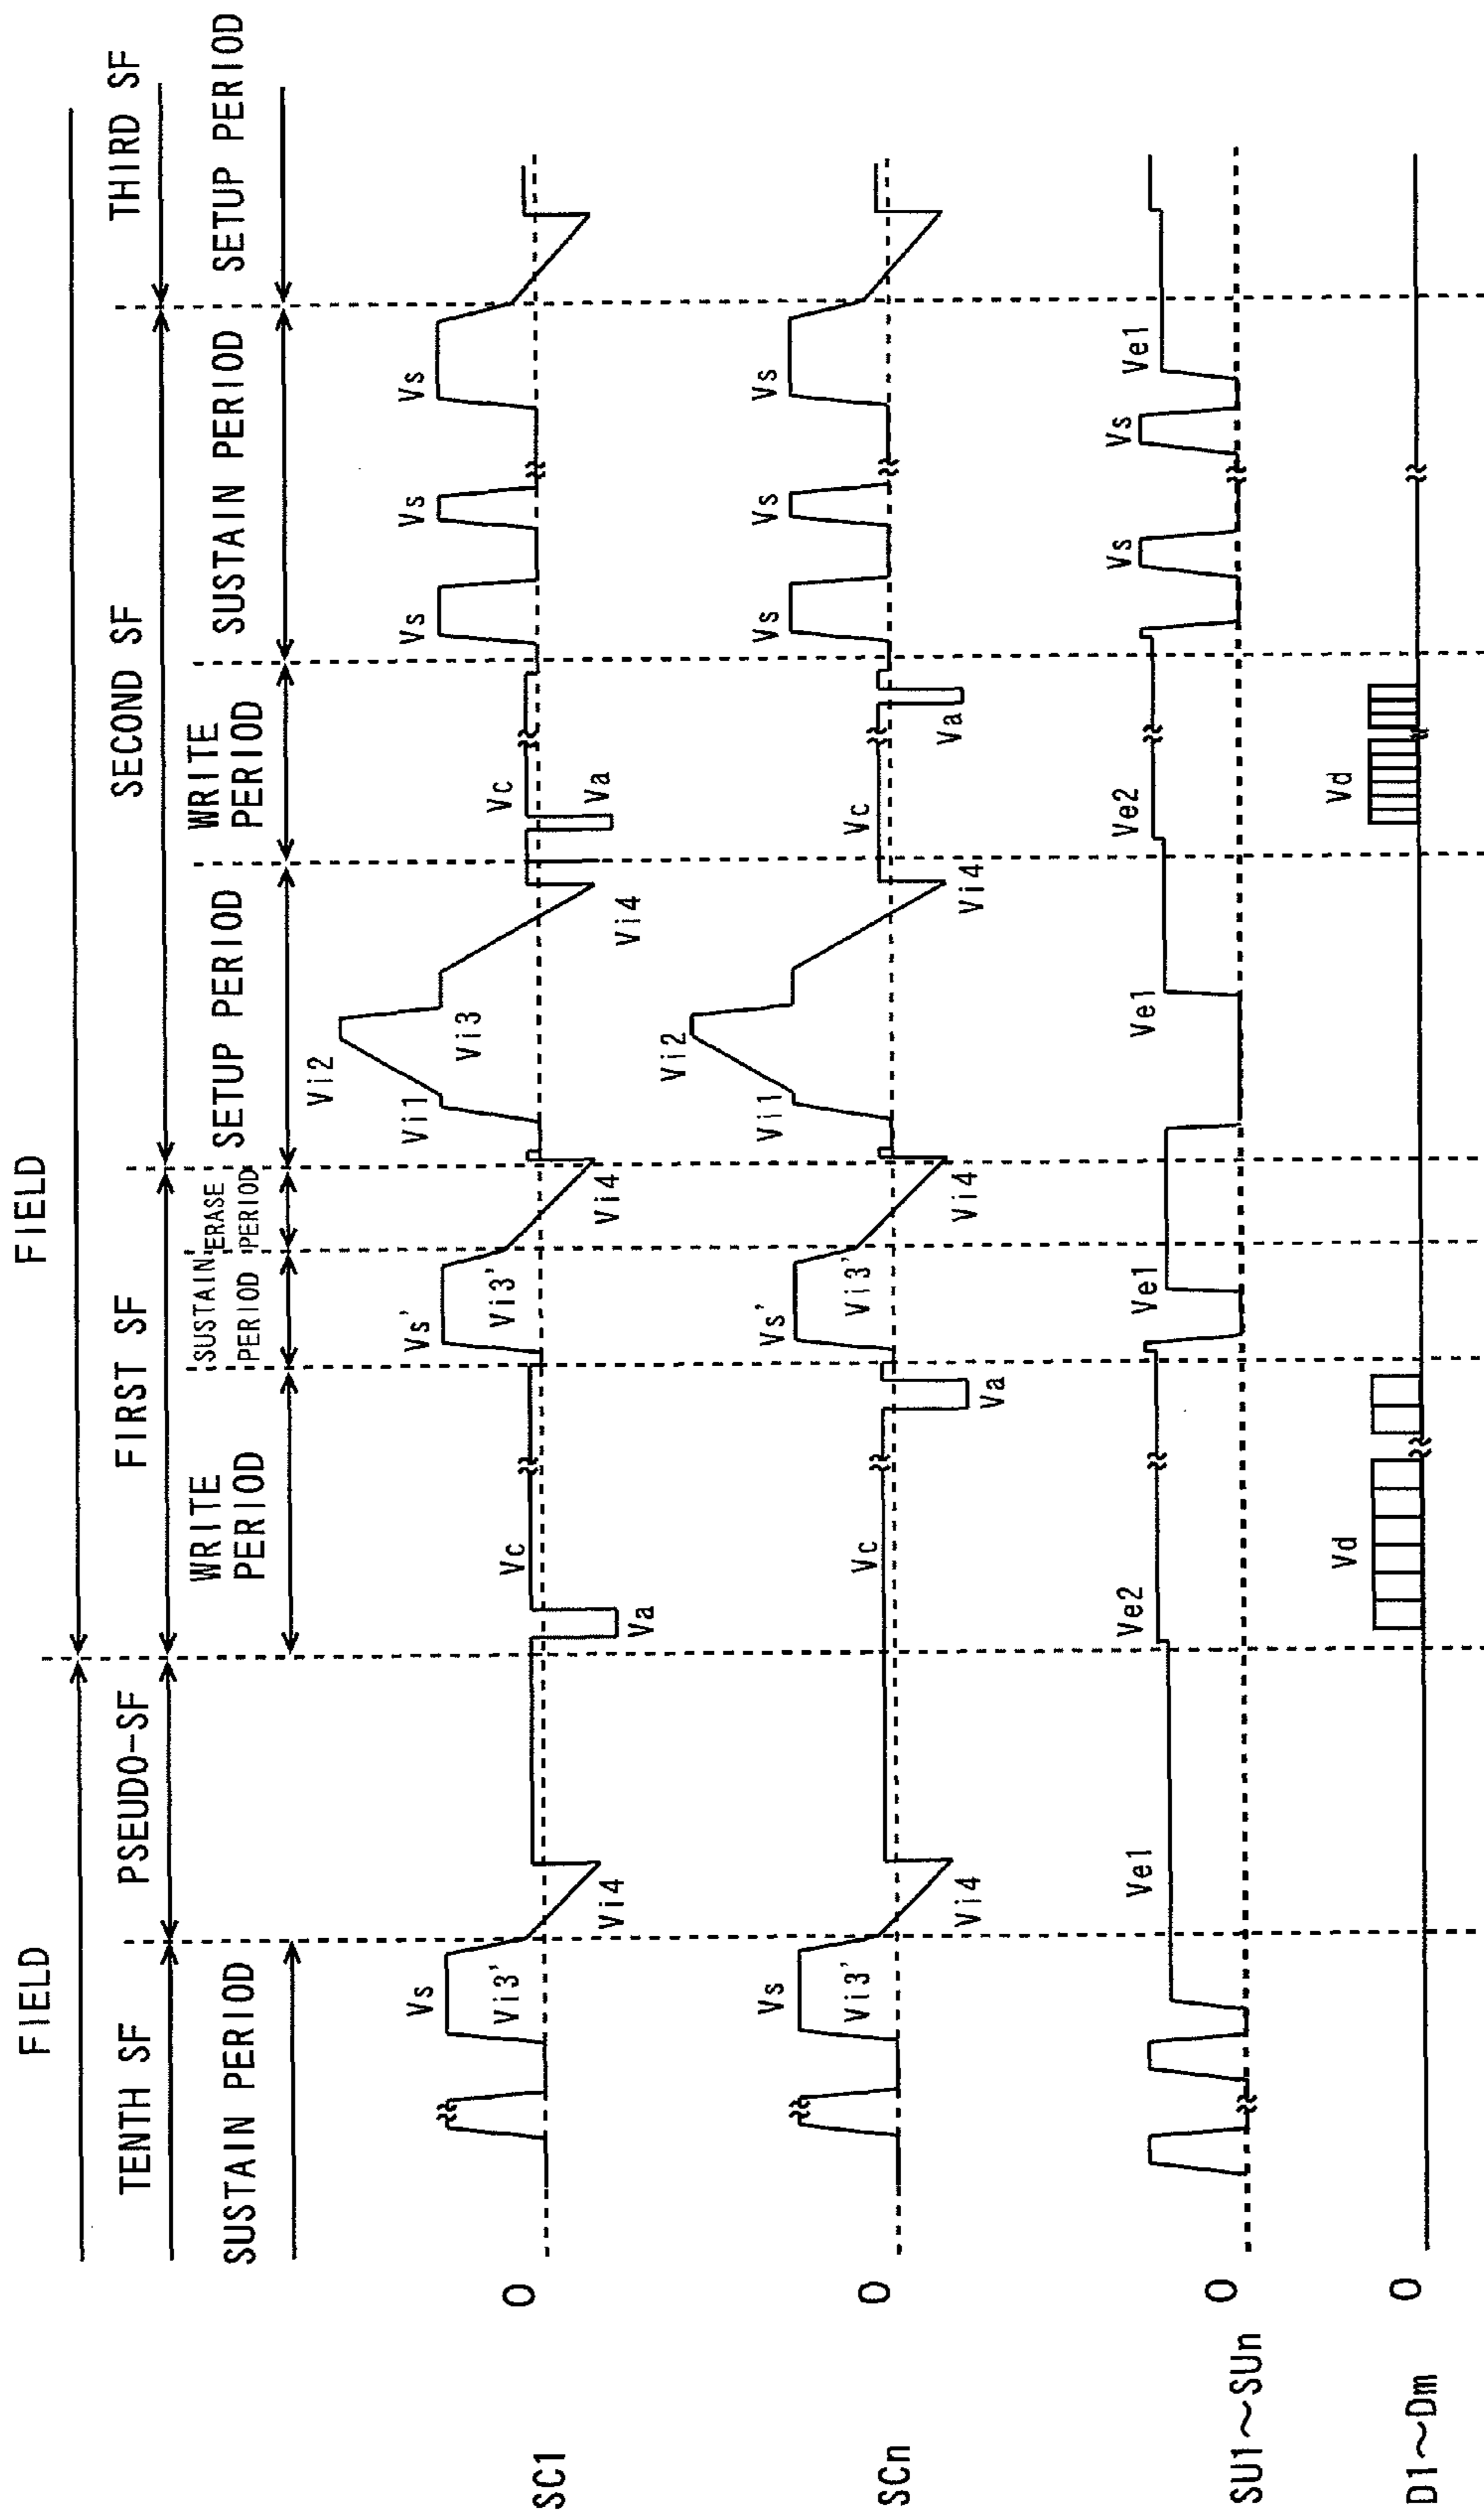 FIELD
FIELD
TENTH SF
PSEUDO-SF
FIRST SF
SECOND SF
THIRD SF
SUSTAIN PERIOD
WRITE
PERIOD
SUSTAIN
PERIOD
ERASE
PERIOD
SETUP PERIOD
WRITE
PERIOD
SUSTAIN PERIOD
SETUP PERIOD
SC1
0
Vs
Vi3'
Vi4
Va
Vc
Vs'
Vi3'
Vi4
Vi1
Vi2
Vi3
Vi4
Vc
Va
Vs
Vs
Vs
SCn
0
Vs
Vi3'
Vi4
Vc
Va
Vs'
Vi3'
Vi4
Vi1
Vi2
Vi4
Vc
Va
Vs
Vs
Vs
SU1~SUn
0
Ve1
Ve2
Ve1
Ve1
Ve2
Vs
Vs
Ve1
D1~Dm
0
Vd
Vd